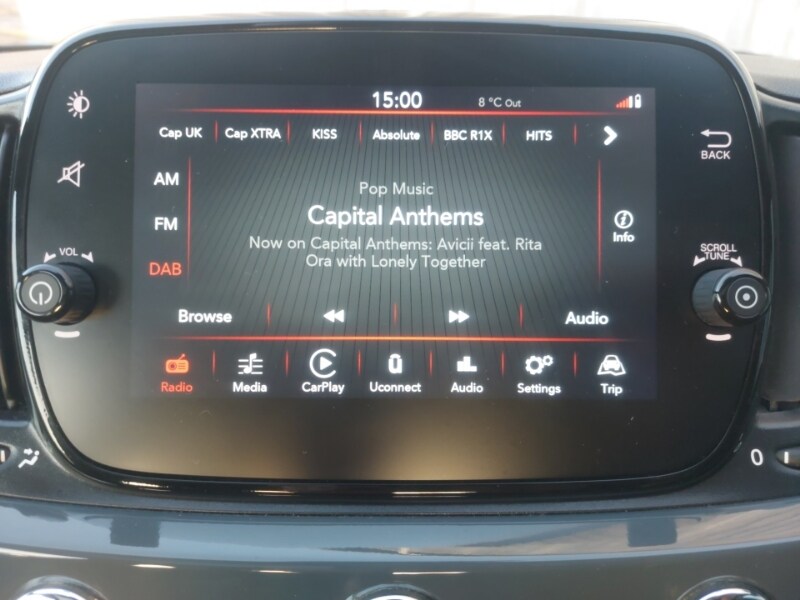 15:00 8 °C Out
Cap UK Cap XTRA KISS Absolute BBC R1X HITS
BACK
AM
Pop Music
Capital Anthems
FM
Info
Now on Capital Anthems: Avicii feat. Rita
Ora with Lonely Together
DAB
VOL
SCROLL
TUNE
Browse Audio
Radio Media CarPlay Uconnect Audio Settings Trip
0